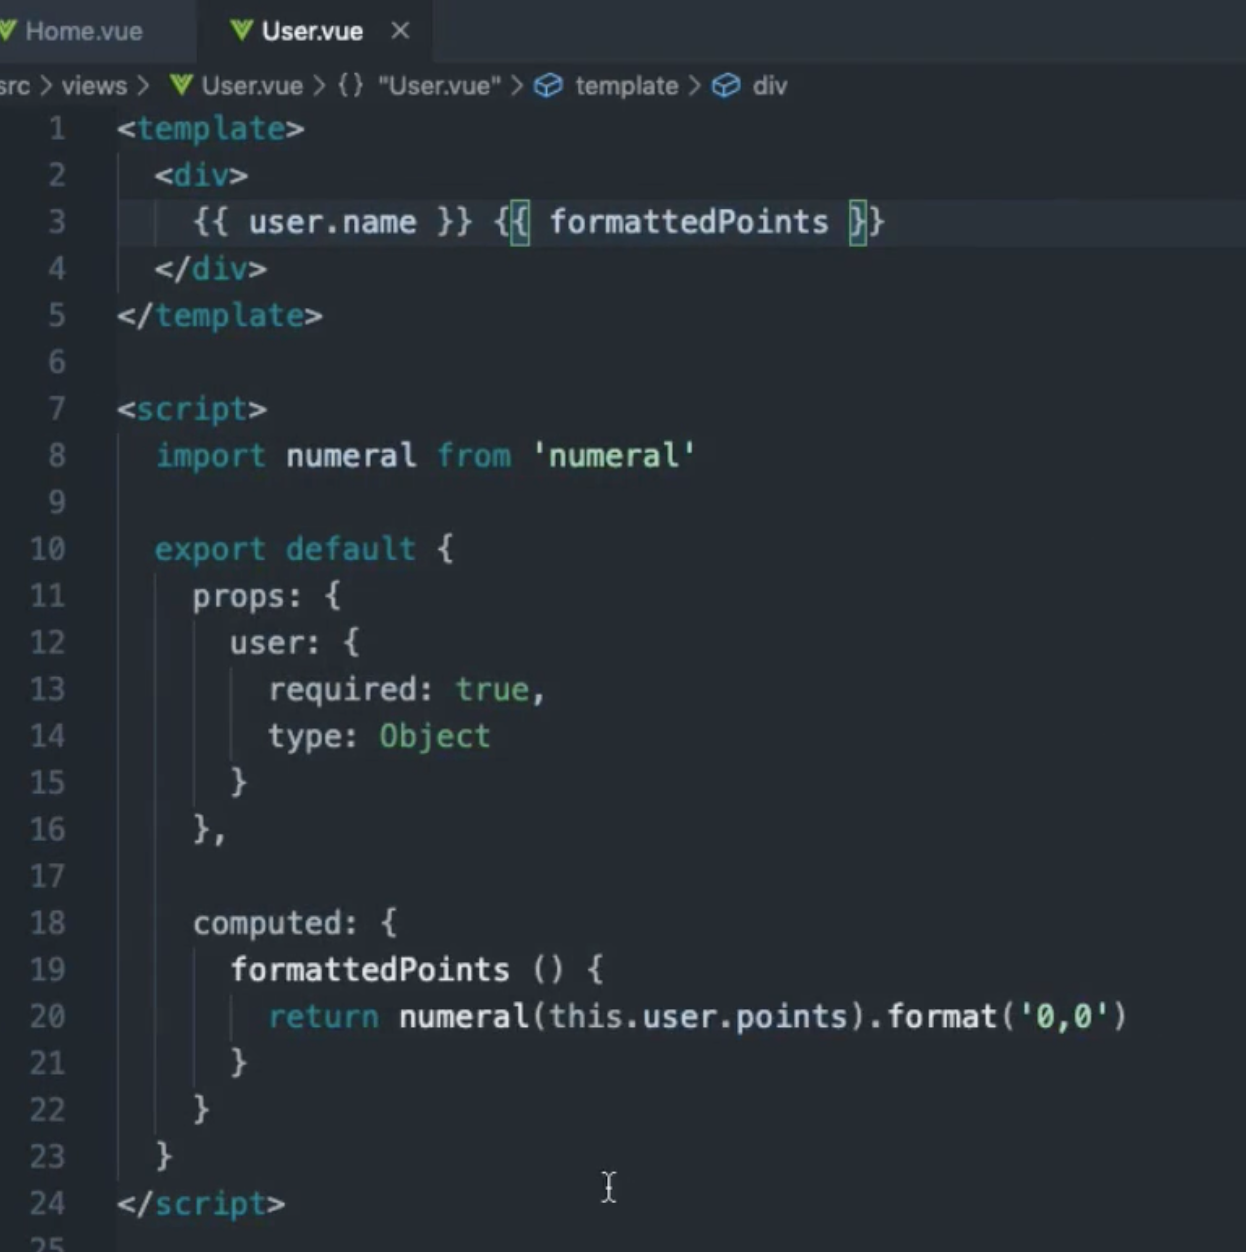 Home.vue User.vue ×
src > views > User.vue > {} "User.vue" > template > div
1 <template>
2 <div>
3 {{ user.name }} {{ formattedPoints }}
4 </div>
5 </template>
6
7 <script>
8 import numeral from 'numeral'
9
10 export default {
11 props: {
12 user: {
13 required: true,
14 type: Object
15 }
16 },
17
18 computed: {
19 formattedPoints () {
20 return numeral(this.user.points).format('0,0')
21 }
22 }
23 }
24 </script>
25